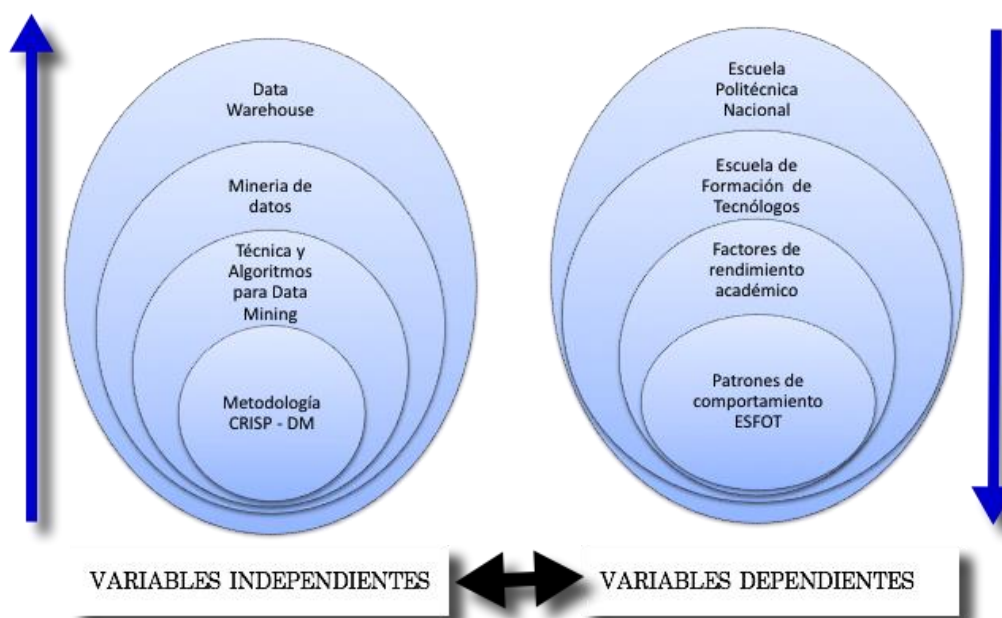 Data
Warehouse
Mineria de
datos
Técnica y
Algoritmos
para Data
Mining
Metodología
CRISP - DM
VARIABLES INDEPENDIENTES
Escuela
Politécnica
Nacional
Escuela de
Formación de
Tecnólogos
Factores de
rendimiento
académico
Patrones de
comportamiento
ESFOT
VARIABLES DEPENDIENTES